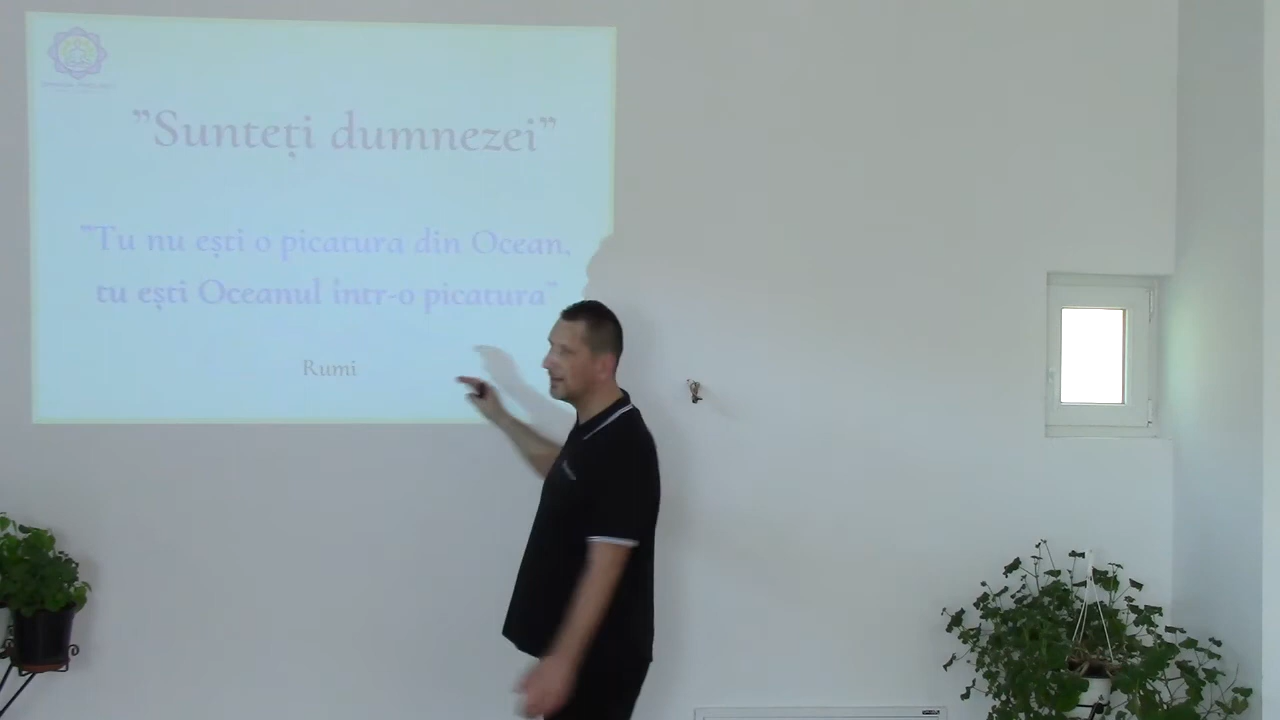 ”Sunteți dumnezei”
”Tu nu ești o picatura din Ocean,
tu ești Oceanul într-o picatura”
Rumi